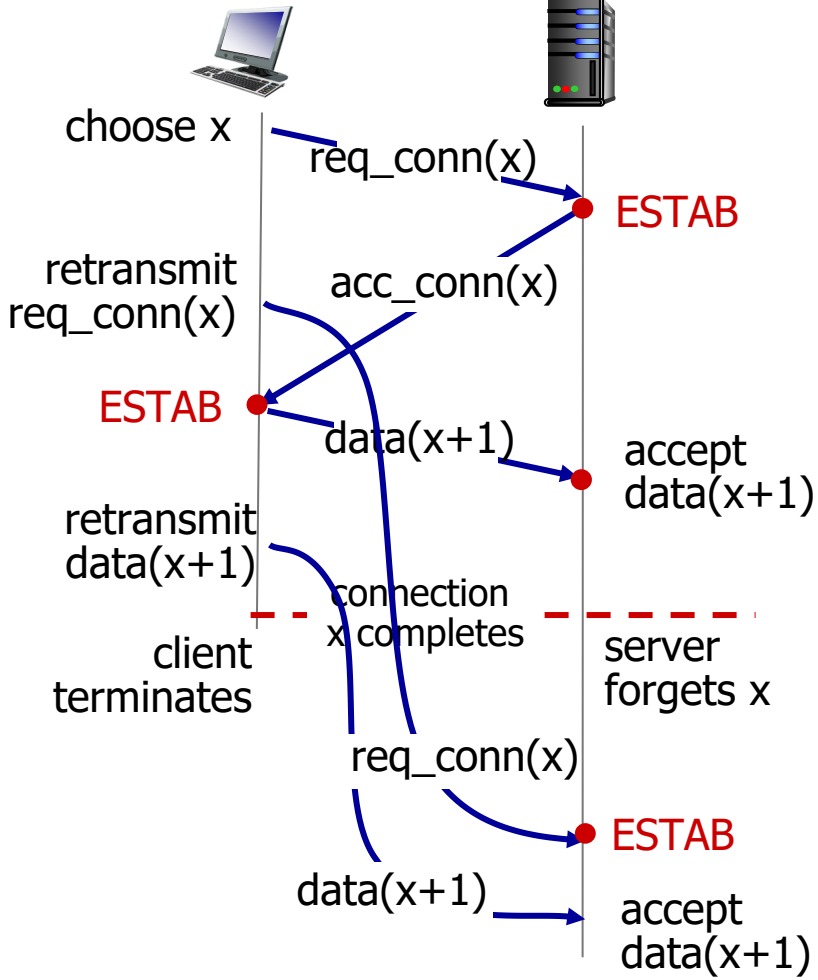 choose x
req_conn(x)
ESTAB
retransmit
req_conn(x)
acc_conn(x)
ESTAB
data(x+1)
accept
data(x+1)
retransmit
data(x+1)
connection
x completes
client
terminates
server
forgets x
req_conn(x)
ESTAB
data(x+1)
accept
data(x+1)